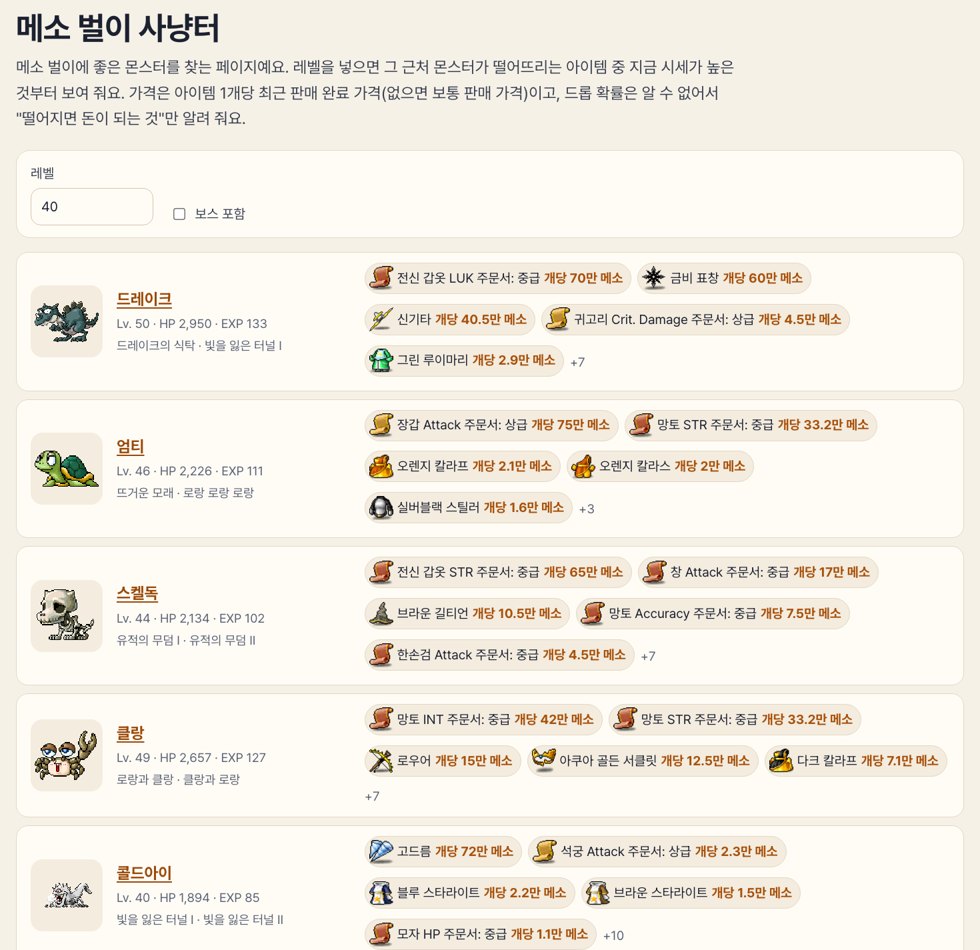 메소 벌이 사냥터
메소 벌이에 좋은 몬스터를 찾는 페이지예요. 레벨을 넣으면 그 근처 몬스터가 떨어뜨리는 아이템 중 지금 시세가 높은
것부터 보여 줘요. 가격은 아이템 1개당 최근 판매 완료 가격(없으면 보통 판매 가격)이고, 드롭 확률은 알 수 없어서
"떨어지면 돈이 되는 것"만 알려 줘요.
레벨
40
보스 포함
드레이크
Lv. 50 · HP 2,950 · EXP 133
드레이크의 식탁 · 빛을 잃은 터널 I
전신 갑옷 LUK 주문서: 중급 개당 70만 메소
금비 표창 개당 60만 메소
신기타 개당 40.5만 메소
귀고리 Crit. Damage 주문서: 상급 개당 4.5만 메소
그린 루이마리 개당 2.9만 메소
+7
엄티
Lv. 46 · HP 2,226 · EXP 111
뜨거운 모래 · 로랑 로랑 로랑
장갑 Attack 주문서: 상급 개당 75만 메소
망토 STR 주문서: 중급 개당 33.2만 메소
오렌지 칼라프 개당 2.1만 메소
오렌지 칼라스 개당 2만 메소
실버블랙 스틸러 개당 1.6만 메소
+3
스켈독
Lv. 44 · HP 2,134 · EXP 102
유적의 무덤 I · 유적의 무덤 II
전신 갑옷 STR 주문서: 중급 개당 65만 메소
창 Attack 주문서: 중급 개당 17만 메소
브라운 길티언 개당 10.5만 메소
망토 Accuracy 주문서: 중급 개당 7.5만 메소
한손검 Attack 주문서: 중급 개당 4.5만 메소
+7
클랑
Lv. 49 · HP 2,657 · EXP 127
로랑과 클랑 · 클랑과 로랑
망토 INT 주문서: 중급 개당 42만 메소
망토 STR 주문서: 중급 개당 33.2만 메소
로우어 개당 15만 메소
아쿠아 골든 서클릿 개당 12.5만 메소
다크 칼라프 개당 7.1만 메소
+7
콜드아이
Lv. 40 · HP 1,894 · EXP 85
빛을 잃은 터널 I · 빛을 잃은 터널 II
고드름 개당 72만 메소
석궁 Attack 주문서: 상급 개당 2.3만 메소
블루 스타라이트 개당 2.2만 메소
브라운 스타라이트 개당 1.5만 메소
모자 HP 주문서: 중급 개당 1.1만 메소
+10